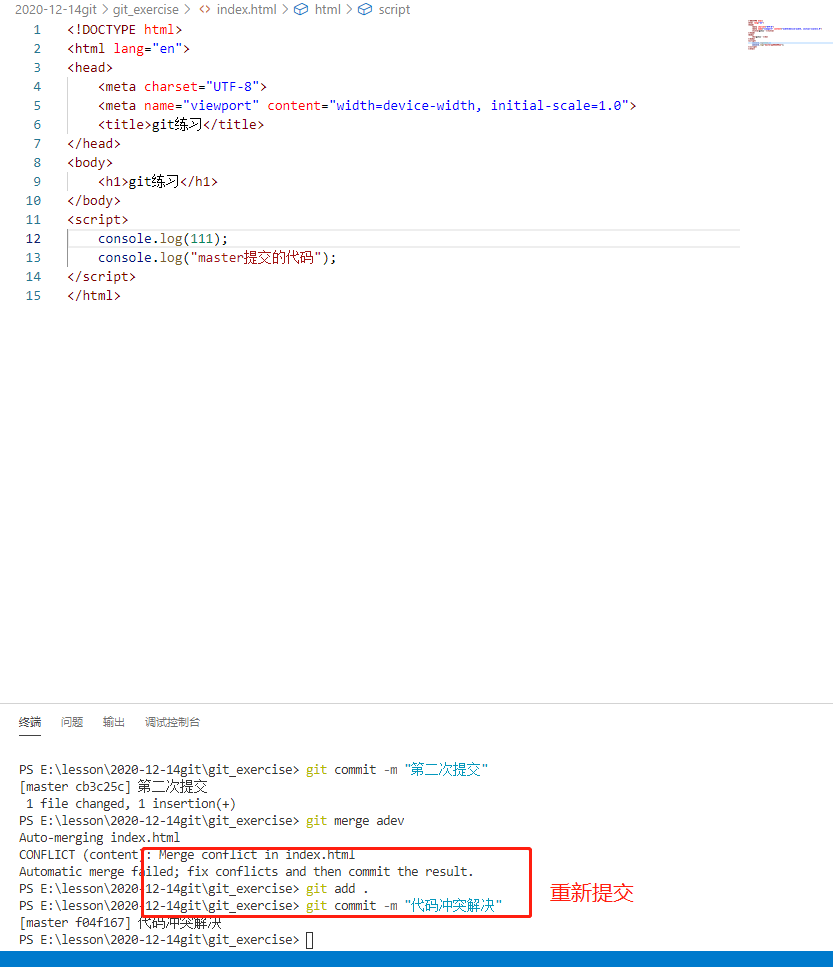 2020-12-14git > git_exercise > <> index.html > html > script
1 <!DOCTYPE html>
2 <html lang="en">
3 <head>
4 <meta charset="UTF-8">
5 <meta name="viewport" content="width=device-width, initial-scale=1.0">
6 <title>git练习</title>
7 </head>
8 <body>
9 <h1>git练习</h1>
10 </body>
11 <script>
12 console.log(111);
13 console.log("master提交的代码");
14 </script>
15 </html>
终端 问题 输出 调试控制台
PS E:\lesson\2020-12-14git\git_exercise> git commit -m "第二次提交"
[master cb3c25c] 第二次提交
1 file changed, 1 insertion(+)
PS E:\lesson\2020-12-14git\git_exercise> git merge adev
Auto-merging index.html
CONFLICT (content): Merge conflict in index.html
Automatic merge failed; fix conflicts and then commit the result.
PS E:\lesson\2020-12-14git\git_exercise> git add .
重新提交
PS E:\lesson\2020-12-14git\git_exercise> git commit -m "代码冲突解决"
[master f04f167] 代码冲突解决
PS E:\lesson\2020-12-14git\git_exercise>